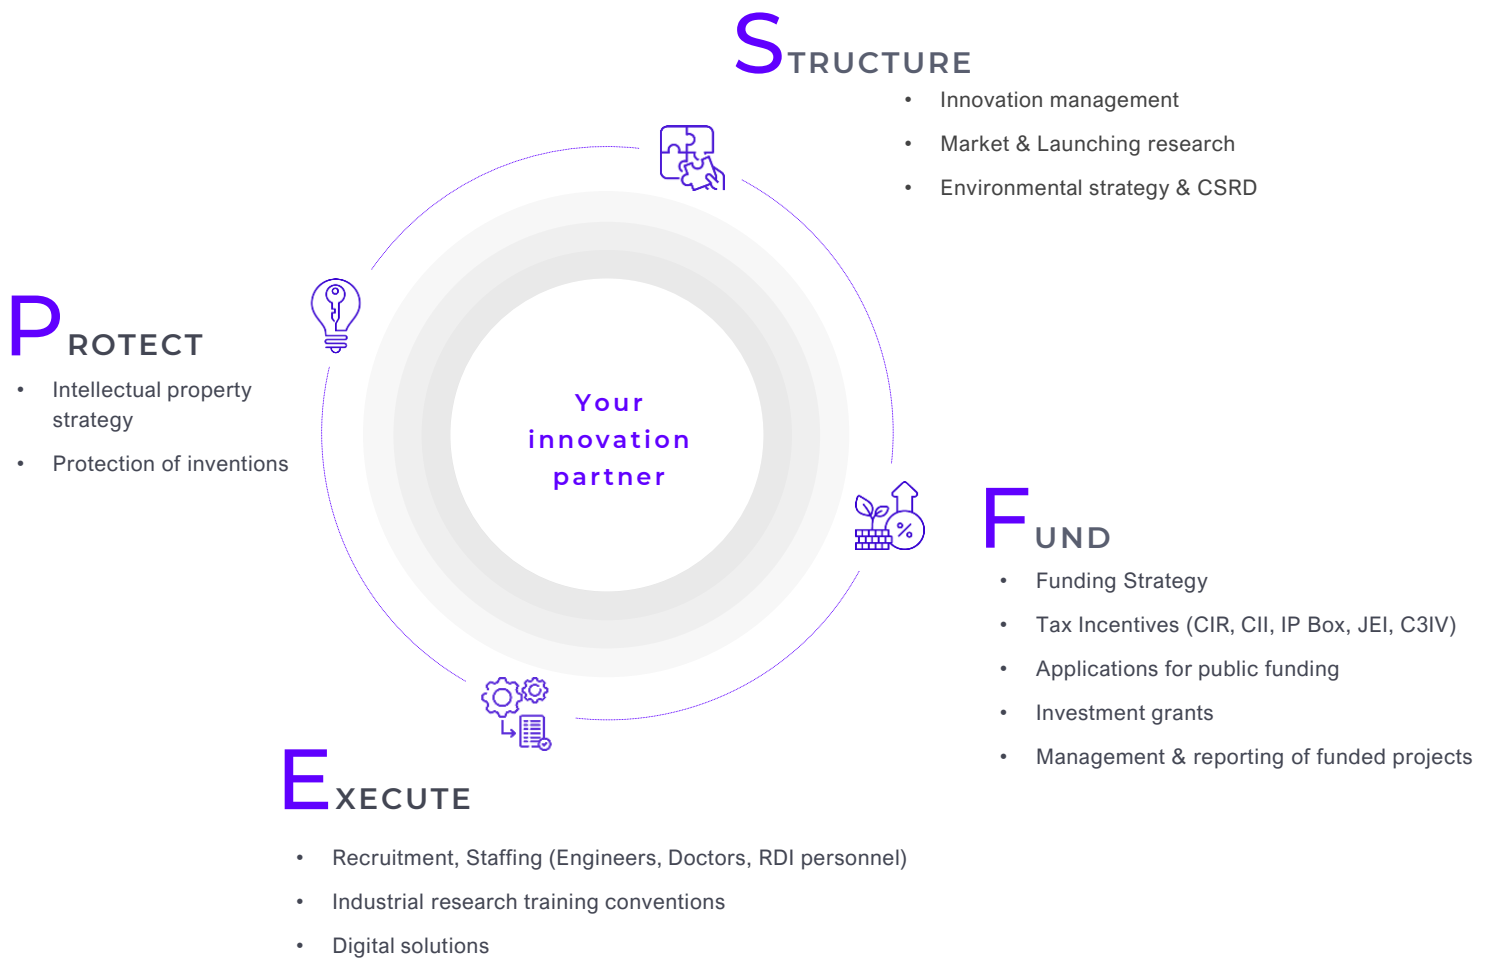 STRUCTURE
• Innovation management
• Market & Launching research
• Environmental strategy & CSRD
PROTECT
• Intellectual property
strategy
• Protection of inventions
Your
innovation
partner
FUND
• Funding Strategy
• Tax Incentives (CIR, CII, IP Box, JEI, C3IV)
• Applications for public funding
• Investment grants
• Management & reporting of funded projects
%
EXECUTE
• Recruitment, Staffing (Engineers, Doctors, RDI personnel)
• Industrial research training conventions
• Digital solutions